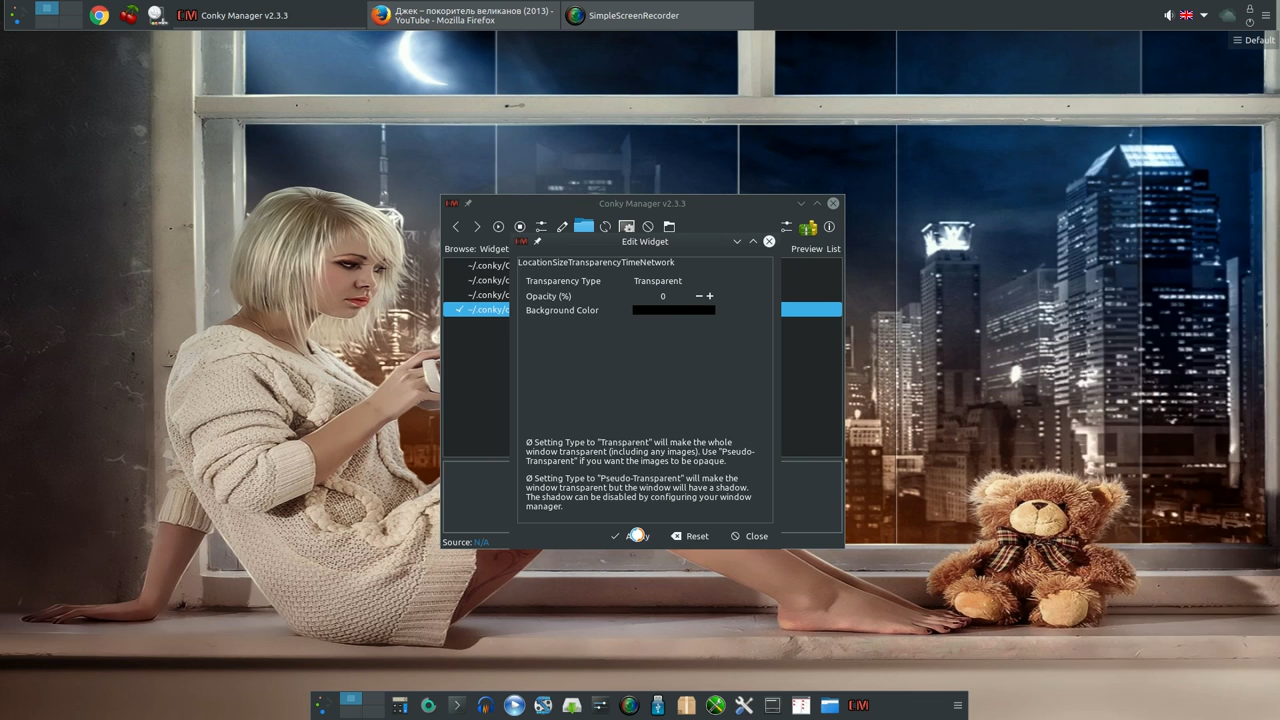 Conky Manager v2.3.3
Джек – покоритель великанов (2013) -
YouTube - Mozilla Firefox
SimpleScreenRecorder
Default
Conky Manager v2.3.3
Edit Widget
Browse: Widget
Preview List
~/.conky/
~/.conky/
~/.conky/
~/.conky/
LocationSizeTransparencyTimeNetwork
Transparency Type Transparent
Opacity (%) 0
Background Color
Ø Setting Type to "Transparent" will make the whole
window transparent (including any images). Use "Pseudo-
Transparent" if you want the images to be opaque.
Ø Setting Type to "Pseudo-Transparent" will make the
window transparent but the window will have a shadow.
The shadow can be disabled by configuring your window
manager.
Reset
Close
Source: N/A